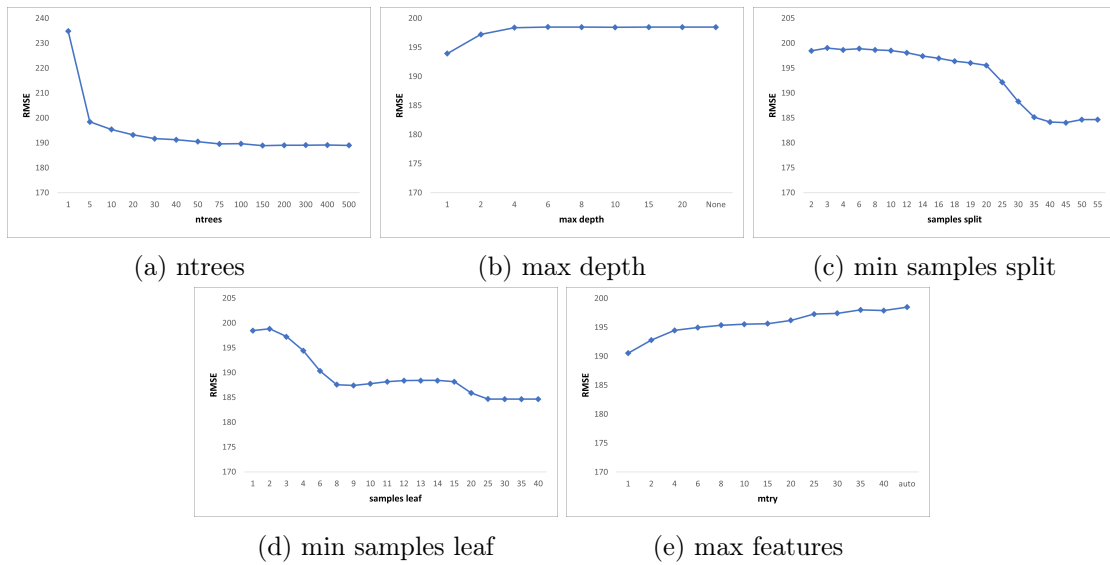 240
230
220
210
200
190
180
170
RMSE
1 5 10 20 30 40 50 75 100 150 200 300 400 500
ntrees
(a) ntrees
200
195
190
185
180
175
170
RMSE
1 2 4 6 8 10 15 20 None
max depth
(b) max depth
205
200
195
190
185
180
175
170
RMSE
2 3 4 6 8 10 12 14 16 18 19 20 25 30 35 40 45 50 55
samples split
(c) min samples split
205
200
195
190
185
180
175
170
RMSE
1 2 3 4 6 8 9 10 11 12 13 14 15 20 25 30 35 40
samples leaf
(d) min samples leaf
200
195
190
185
180
175
170
RMSE
1 2 4 6 8 10 15 20 25 30 35 40 auto
mtry
(e) max features